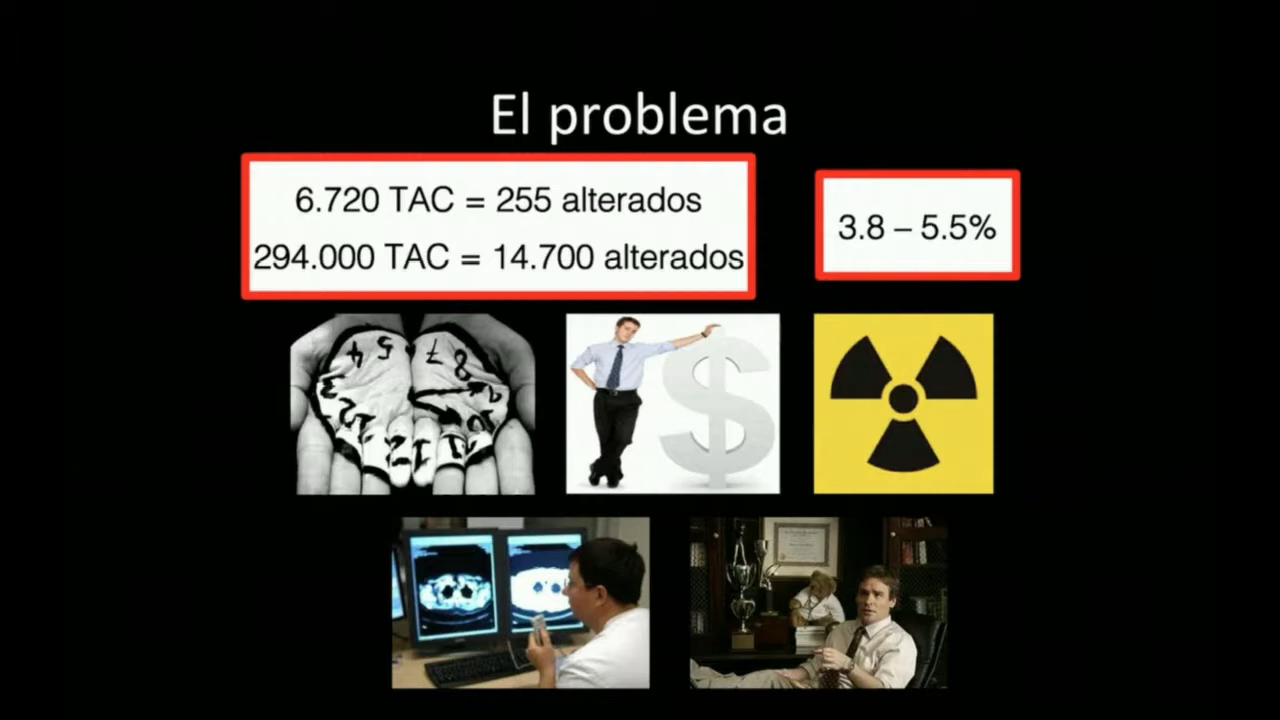 El problema
6.720 TAC = 255 alterados
294.000 TAC = 14.700 alterados
3.8 – 5.5%
$